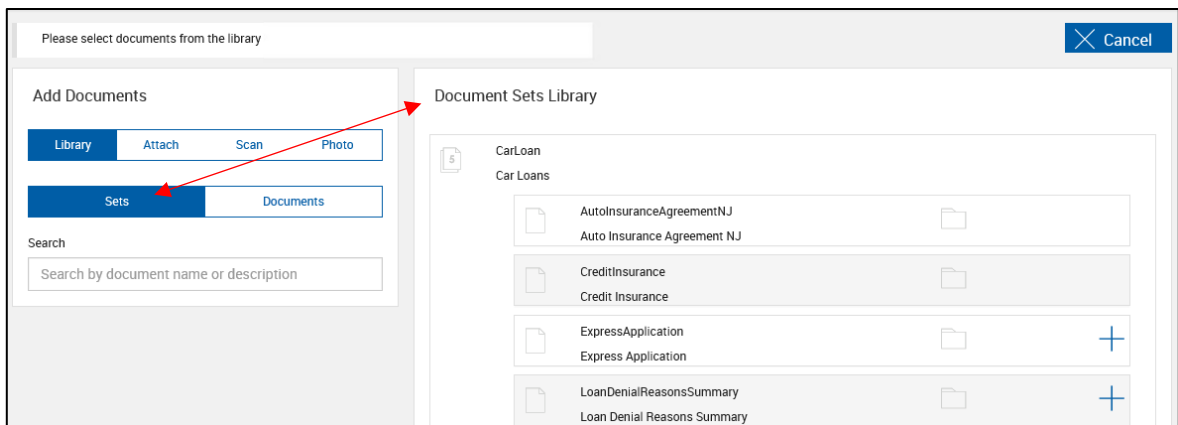 Please select documents from the library
Cancel
Add Documents
Library Attach Scan Photo
Sets Documents
Search
Search by document name or description
Document Sets Library
5
CarLoan
Car Loans
AutoInsuranceAgreementNJ
Auto Insurance Agreement NJ
CreditInsurance
Credit Insurance
ExpressApplication
Express Application
LoanDenialReasonsSummary
Loan Denial Reasons Summary